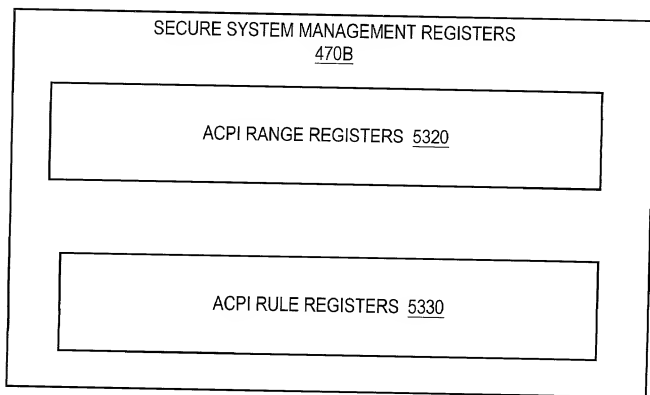 SECURE SYSTEM MANAGEMENT REGISTERS
470B
ACPI RANGE REGISTERS 5320
ACPI RULE REGISTERS 5330